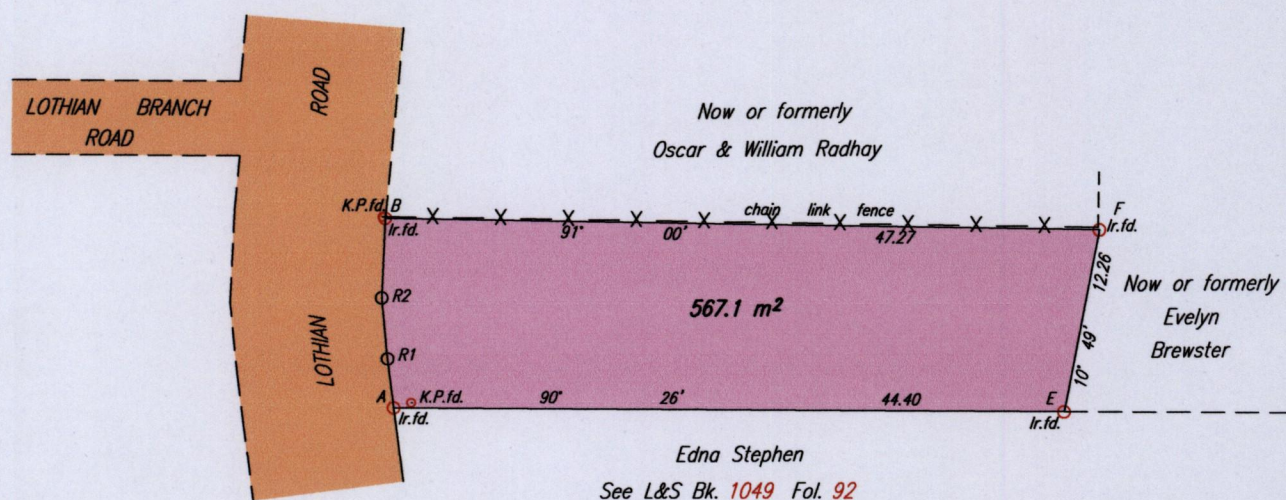 ROAD
LOTHIAN BRANCH
ROAD
Now or formerly
Oscar & William Radhay
K.P.fd. B
Ir.fd.
chain link fence
91° 00' 47.27
F
Ir.fd.
12.26
49'
10°
Now or formerly
Evelyn
Brewster
R2
567.1 m²
R1
LOTHIAN
A
K.P.fd.
Ir.fd.
90° 26' 44.40
E
Ir.fd.
Edna Stephen
See L&S Bk. 1049 Fol. 92